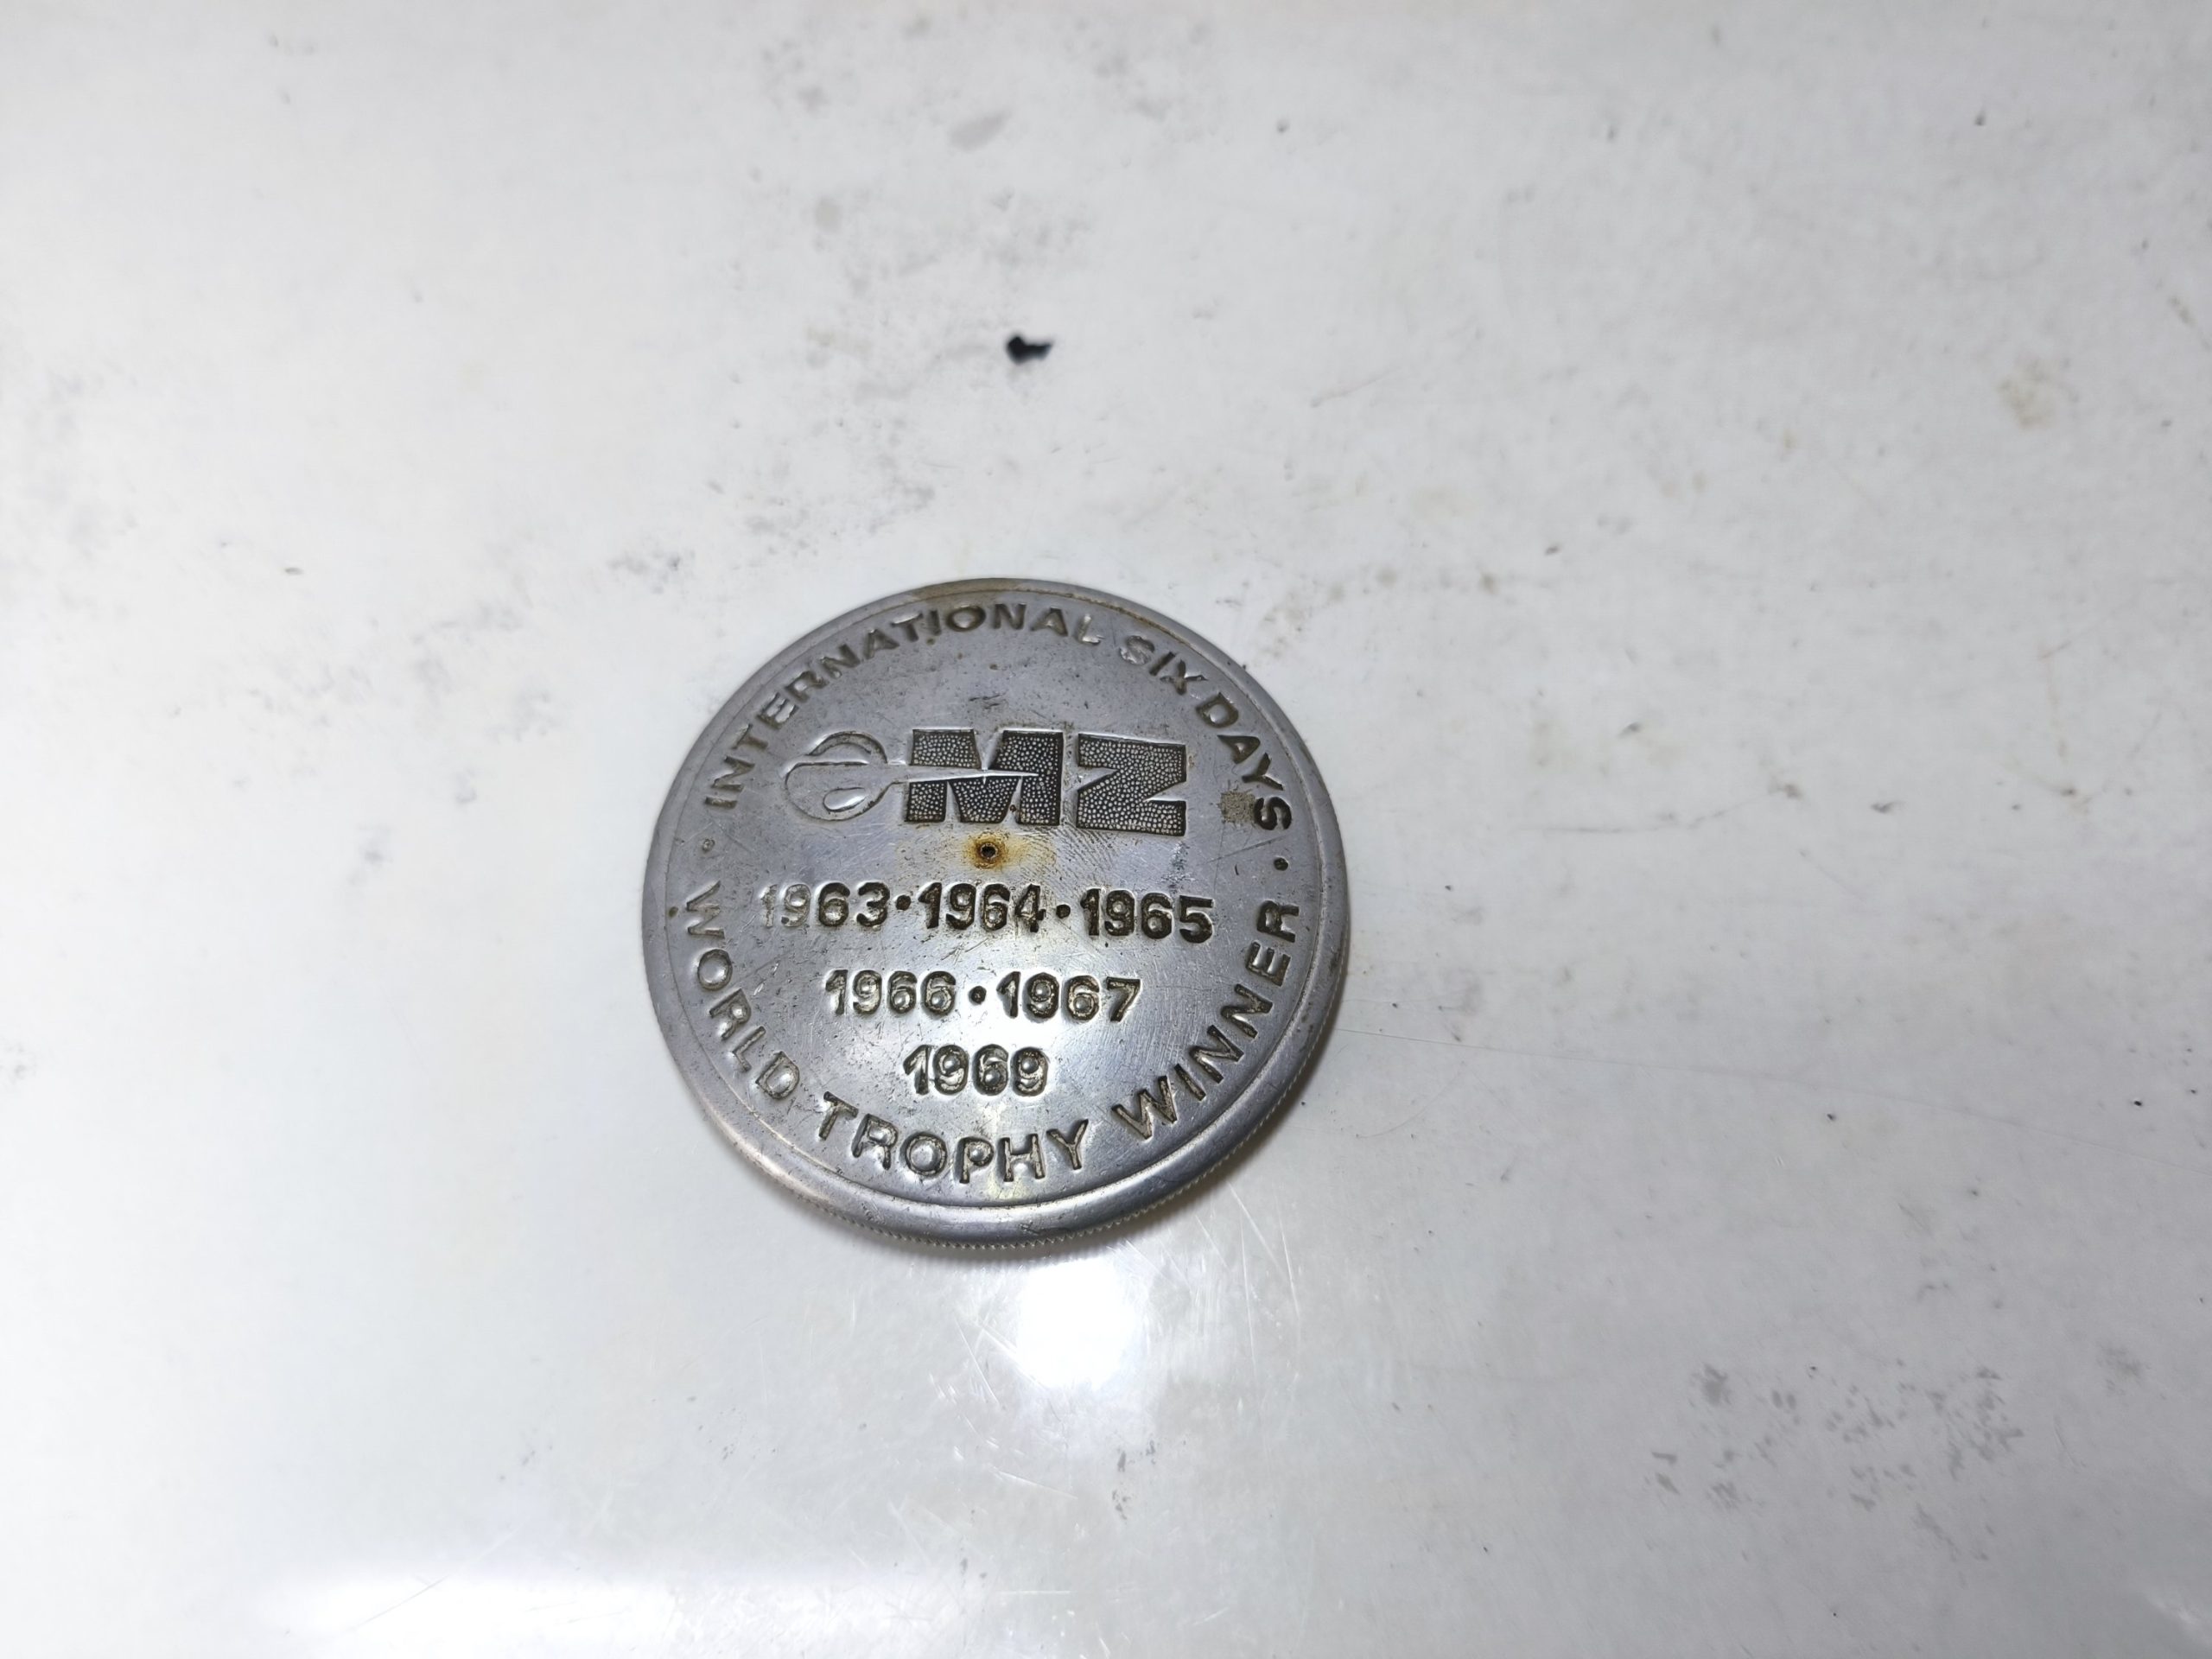 · INTERNATIONAL SIX DAYS ·
MZ
1963·1964·1965
1966·1967
1969
WORLD TROPHY WINNER